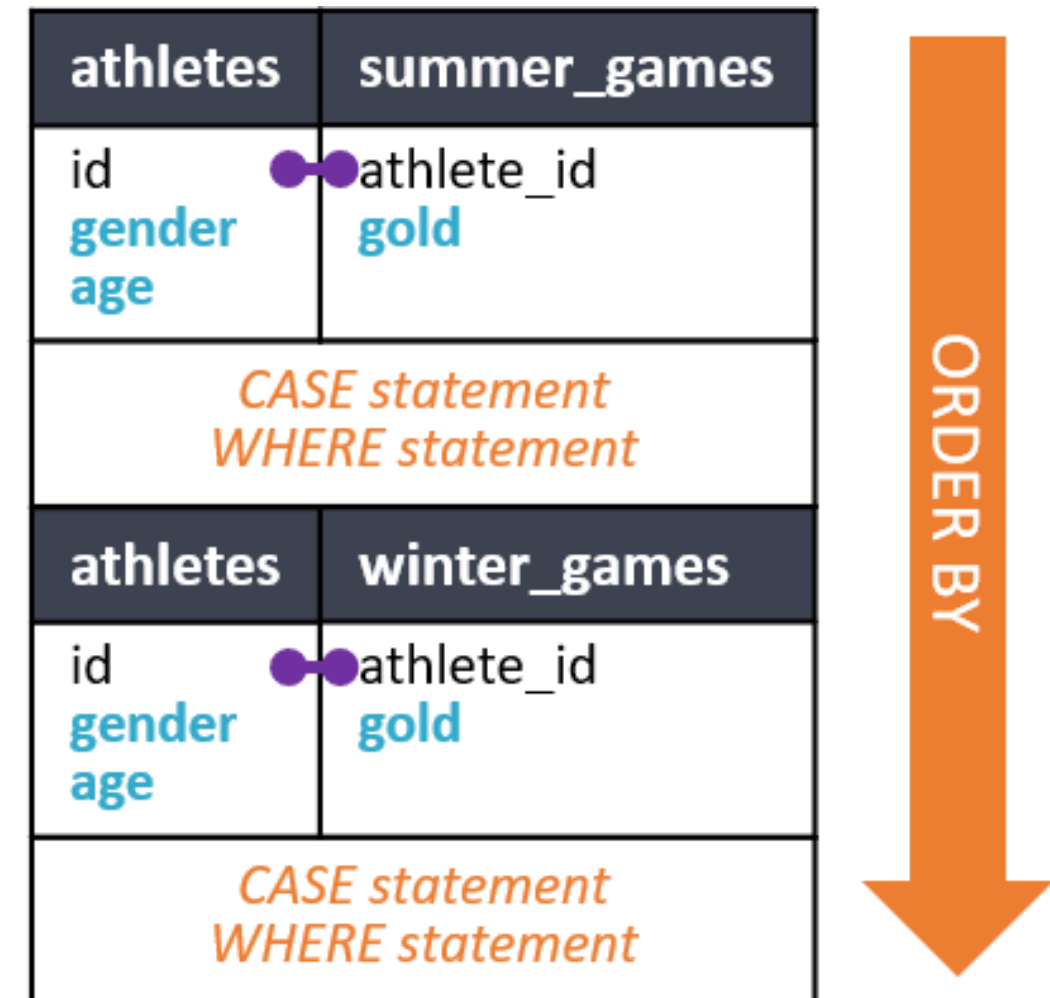 athletes summer_games
id athlete_id
gender gold
age
CASE statement
WHERE statement
athletes winter_games
id athlete_id
gender gold
age
CASE statement
WHERE statement
ORDER BY